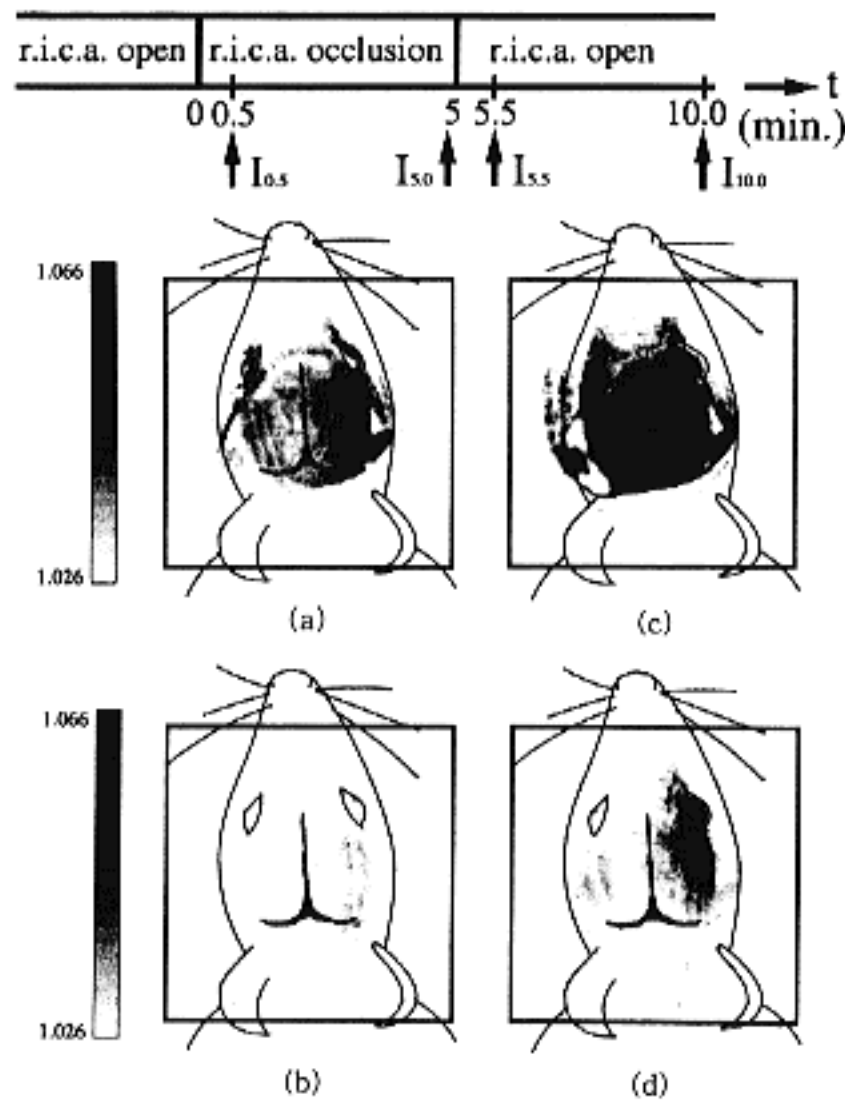 r.i.c.a. open r.i.c.a. occlusion r.i.c.a. open
0 0.5 5 5.5 10.0 t
(min.)
I0.5 I5.0 I5.5 I10.0
1.066
1.026
(a) (c)
1.066
1.026
(b) (d)